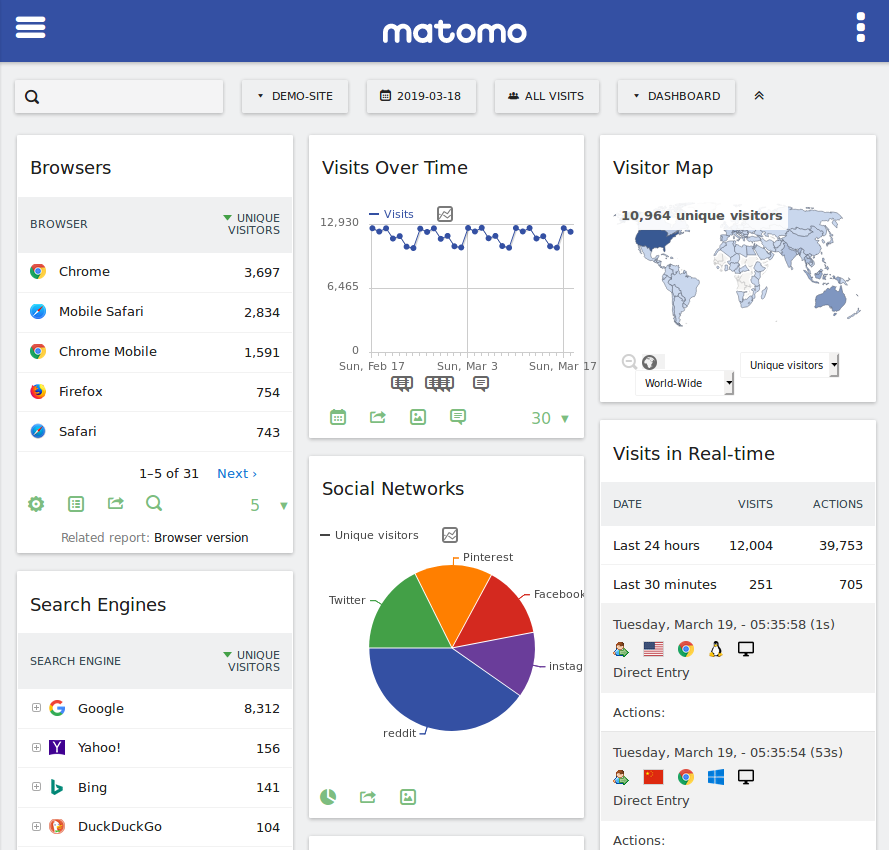 matomo
DEMO-SITE
2019-03-18
ALL VISITS
DASHBOARD
Browsers
BROWSER
UNIQUE
VISITORS
Chrome 3,697
Mobile Safari 2,834
Chrome Mobile 1,591
Firefox 754
Safari 743
1–5 of 31 Next ›
5
Related report: Browser version
Search Engines
SEARCH ENGINE
UNIQUE
VISITORS
Google 8,312
Yahoo! 156
Bing 141
DuckDuckGo 104
Visits Over Time
Visits
12,930
6,465
0
Sun, Feb 17 Sun, Mar 3 Sun, Mar 17
30
Social Networks
Unique visitors
Pinterest
Twitter
Facebook
instag
reddit
Visitor Map
10,964 unique visitors
Unique visitors
World-Wide
Visits in Real-time
DATE VISITS ACTIONS
Last 24 hours 12,004 39,753
Last 30 minutes 251 705
Tuesday, March 19, - 05:35:58 (1s)
Direct Entry
Actions:
Tuesday, March 19, - 05:35:54 (53s)
Direct Entry
Actions: